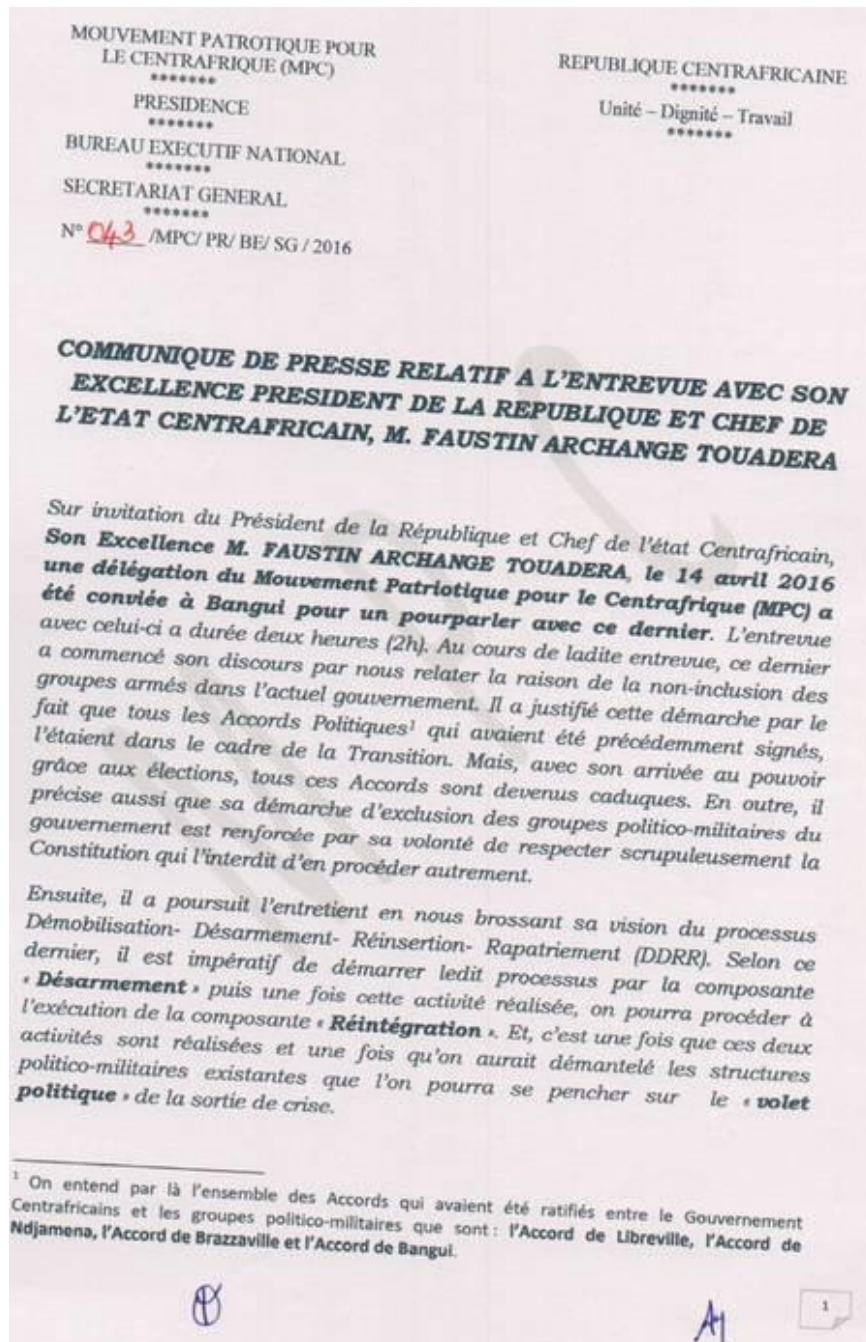 MOUVEMENT PATROTIQUE POUR
LE CENTRAFRIQUE (MPC)
*******
PRESIDENCE
*******
BUREAU EXECUTIF NATIONAL
*******
SECRETARIAT GENERAL
*******
N° 043 /MPC/ PR/ BE/ SG / 2016
REPUBLIQUE CENTRAFRICAINE
*******
Unité – Dignité – Travail
*******
COMMUNIQUE DE PRESSE RELATIF A L'ENTREVUE AVEC SON
EXCELLENCE PRESIDENT DE LA REPUBLIQUE ET CHEF DE
L'ETAT CENTRAFRICAIN, M. FAUSTIN ARCHANGE TOUADERA
Sur invitation du Président de la République et Chef de l'état Centrafricain,
Son Excellence M. FAUSTIN ARCHANGE TOUADERA, le 14 avril 2016
une délégation du Mouvement Patriotique pour le Centrafrique (MPC) a
été conviée à Bangui pour un pourparler avec ce dernier. L'entrevue
avec celui-ci a durée deux heures (2h). Au cours de ladite entrevue, ce dernier
a commencé son discours par nous relater la raison de la non-inclusion des
groupes armés dans l'actuel gouvernement. Il a justifié cette démarche par le
fait que tous les Accords Politiques¹ qui avaient été précédemment signés,
l'étaient dans le cadre de la Transition. Mais, avec son arrivée au pouvoir
grâce aux élections, tous ces Accords sont devenus caduques. En outre, il
précise aussi que sa démarche d'exclusion des groupes politico-militaires du
gouvernement est renforcée par sa volonté de respecter scrupuleusement la
Constitution qui l'interdit d'en procéder autrement.
Ensuite, il a poursuit l'entretient en nous brossant sa vision du processus
Démobilisation- Désarmement- Réinsertion- Rapatriement (DDRR). Selon ce
dernier, il est impératif de démarrer ledit processus par la composante
« Désarmement » puis une fois cette activité réalisée, on pourra procéder à
l'exécution de la composante « Réintégration ». Et, c'est une fois que ces deux
activités sont réalisées et une fois qu'on aurait démantelé les structures
politico-militaires existantes que l'on pourra se pencher sur le « volet
politique » de la sortie de crise.
¹ On entend par là l'ensemble des Accords qui avaient été ratifiés entre le Gouvernement
Centrafricains et les groupes politico-militaires que sont : l'Accord de Libreville, l'Accord de
Ndjamena, l'Accord de Brazzaville et l'Accord de Bangui.
1